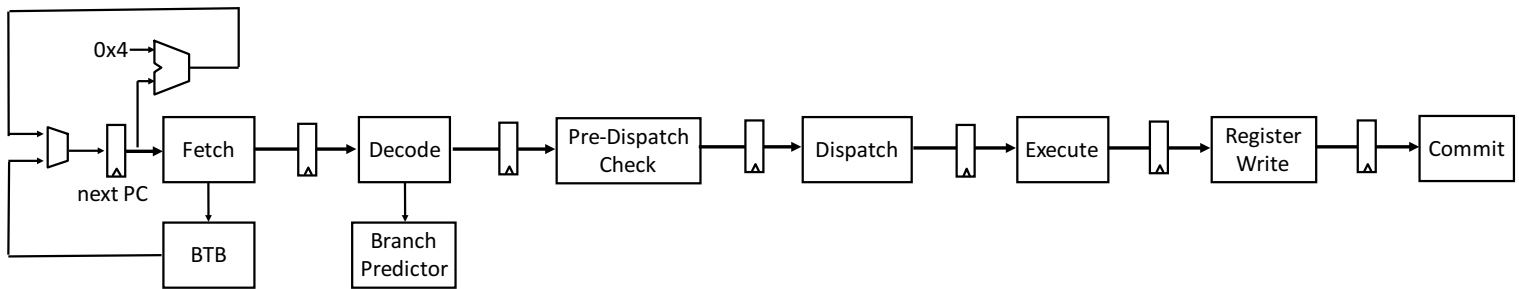 0x4
next PC
Fetch
BTB
Decode
Branch
Predictor
Pre-Dispatch
Check
Dispatch
Execute
Register
Write
Commit